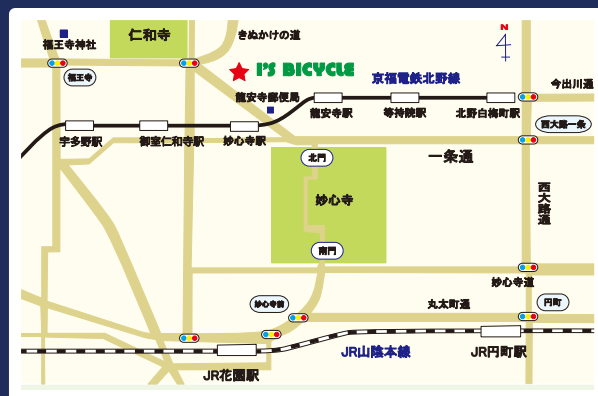 仁和寺
きぬかけの道
福王寺神社
福王寺
I'S BICYCLE
京福電鉄北野線
今出川通
龍安寺郵便局
龍安寺駅
等持院駅
北野白梅町駅
西大路一条
宇多野駅
御室仁和寺駅
妙心寺駅
北門
一条通
妙心寺
西大路通
南門
妙心寺道
妙心寺前
丸太町通
円町
JR山陰本線
JR花園駅
JR円町駅
N